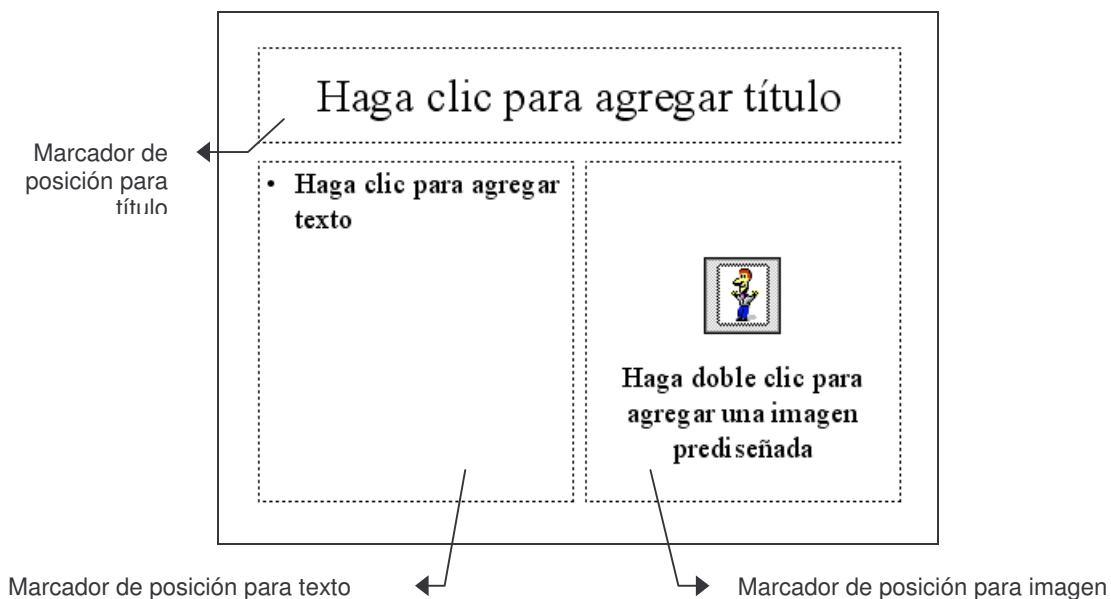 Haga clic para agregar título
Marcador de
posición para
título
• Haga clic para agregar
texto
Haga doble clic para
agregar una imagen
prediseñada
Marcador de posición para texto
Marcador de posición para imagen